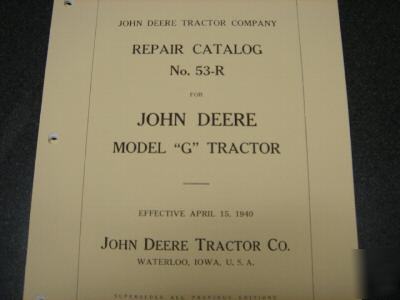 JOHN DEERE TRACTOR COMPANY
REPAIR CATALOG
No. 53-R
FOR
JOHN DEERE
MODEL "G" TRACTOR
EFFECTIVE APRIL 15, 1940
JOHN DEERE TRACTOR CO.
WATERLOO, IOWA, U. S. A.
SUPERSEDES ALL PREVIOUS EDITIONS